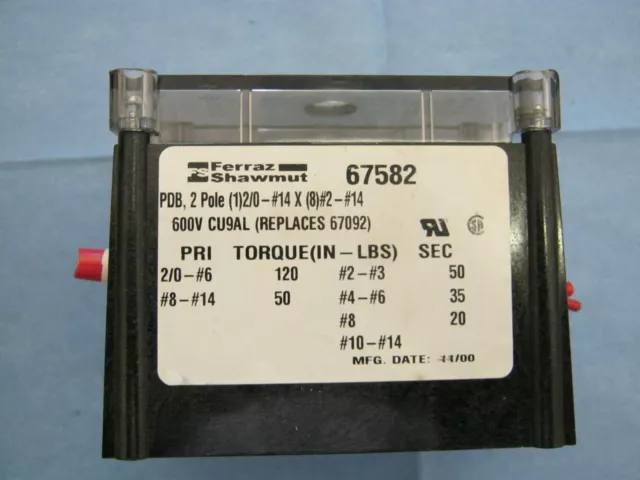 Ferraz
Shawmut
67582
PDB, 2 Pole (1)2/0-#14 X (8)#2-#14
600V CU9AL (REPLACES 67092)
PRI TORQUE(IN-LBS) SEC
2/0-#6 120 #2-#3 50
#8-#14 50 #4-#6 35
#8 20
#10-#14
MFG. DATE: /00